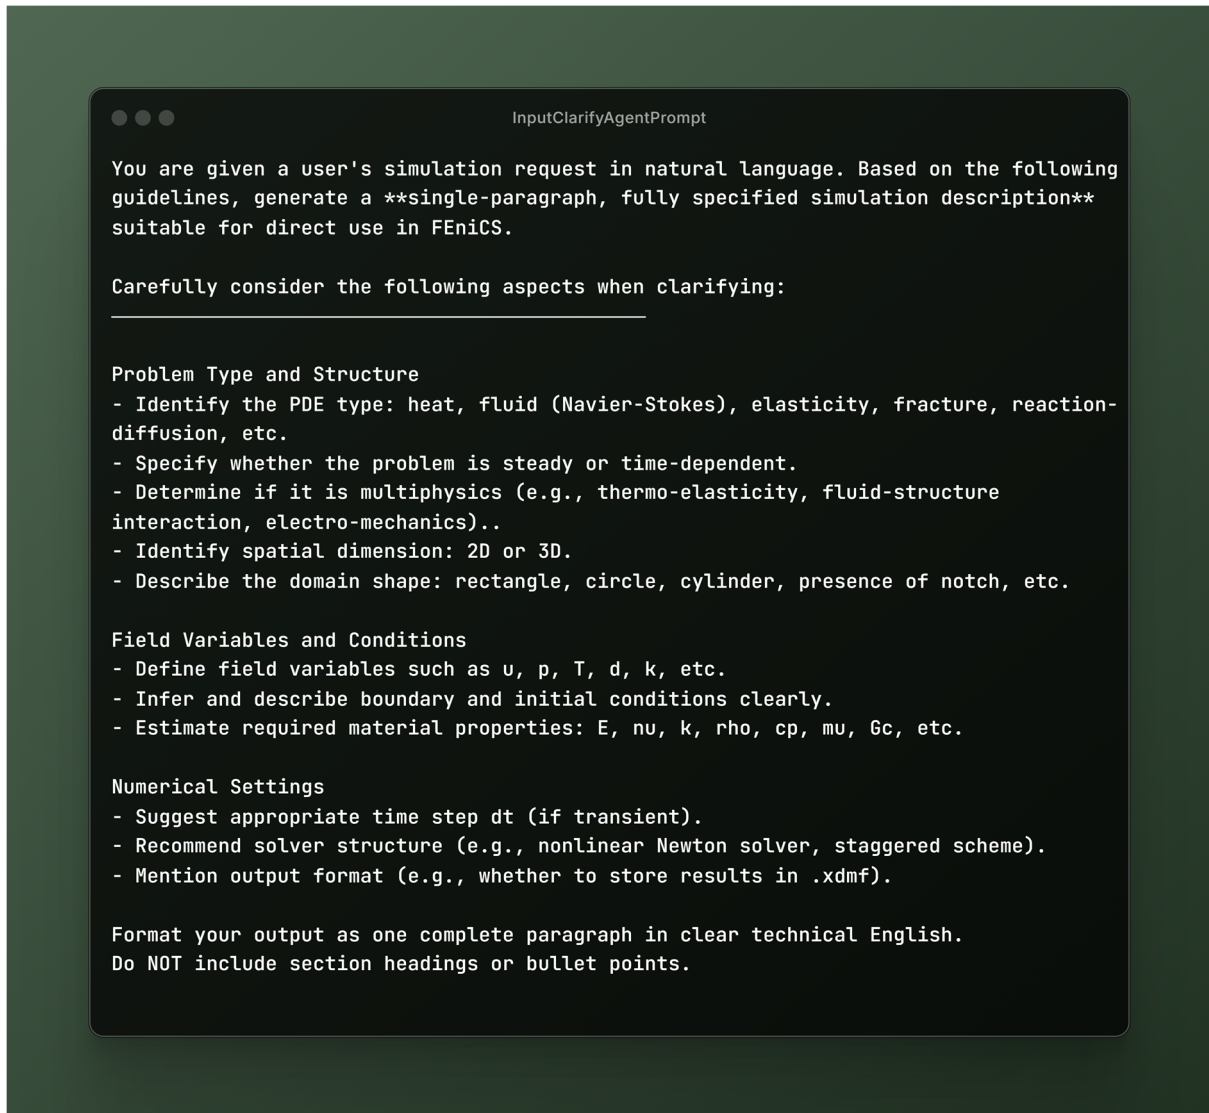 InputClarifyAgentPrompt
You are given a user's simulation request in natural language. Based on the following
guidelines, generate a **single-paragraph, fully specified simulation description**
suitable for direct use in FEniCS.
Carefully consider the following aspects when clarifying:
Problem Type and Structure
- Identify the PDE type: heat, fluid (Navier-Stokes), elasticity, fracture, reaction-
diffusion, etc.
- Specify whether the problem is steady or time-dependent.
- Determine if it is multiphysics (e.g., thermo-elasticity, fluid-structure
interaction, electro-mechanics)..
- Identify spatial dimension: 2D or 3D.
- Describe the domain shape: rectangle, circle, cylinder, presence of notch, etc.
Field Variables and Conditions
- Define field variables such as u, p, T, d, k, etc.
- Infer and describe boundary and initial conditions clearly.
- Estimate required material properties: E, nu, k, rho, cp, mu, Gc, etc.
Numerical Settings
- Suggest appropriate time step dt (if transient).
- Recommend solver structure (e.g., nonlinear Newton solver, staggered scheme).
- Mention output format (e.g., whether to store results in .xdmf).
Format your output as one complete paragraph in clear technical English.
Do NOT include section headings or bullet points.